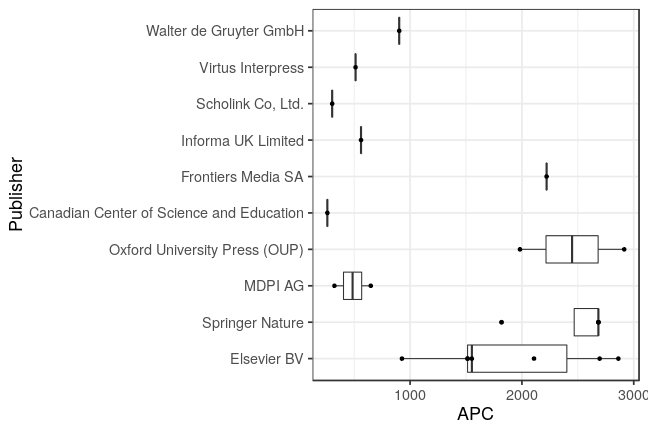 Walter de Gruyter GmbH
Virtus Interpress
Scholink Co, Ltd.
Informa UK Limited
Frontiers Media SA
Canadian Center of Science and Education
Oxford University Press (OUP)
MDPI AG
Springer Nature
Elsevier BV
Publisher
1000
2000
3000
APC